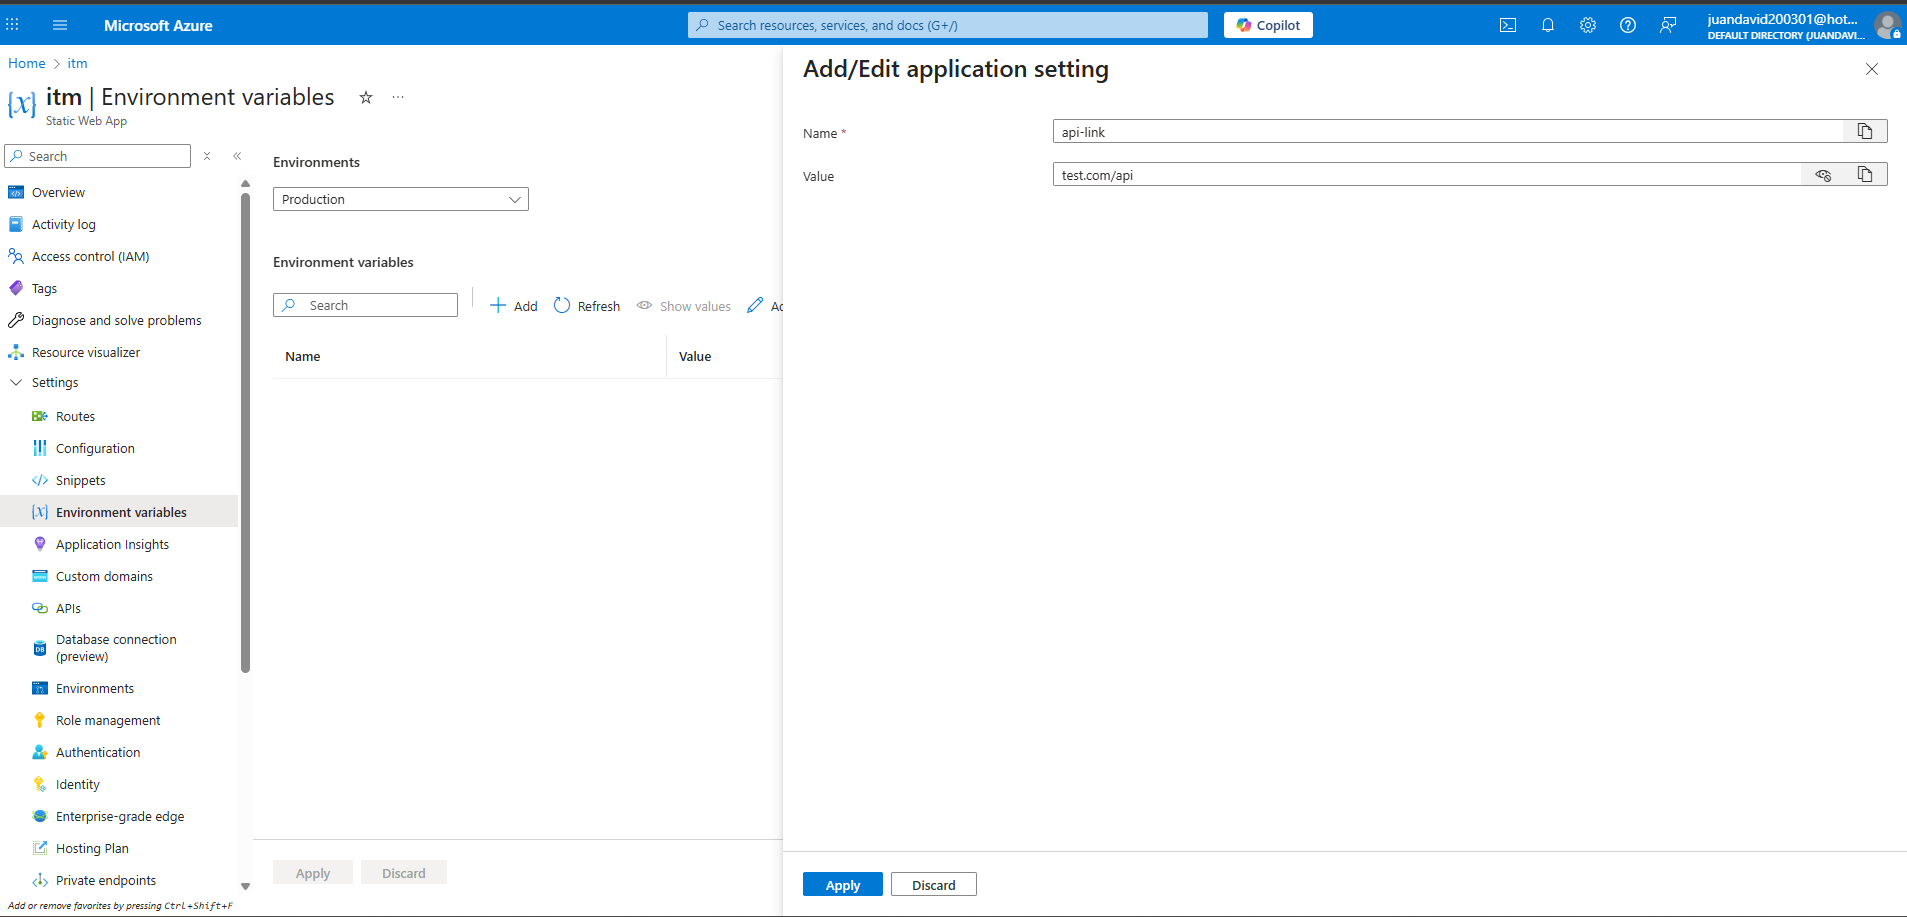 Microsoft Azure
Search resources, services, and docs (G+/)
Copilot
juandavid200301@hot...
DEFAULT DIRECTORY (JUANDAVI...
Home > itm
itm | Environment variables
Static Web App
Search
Overview
Activity log
Access control (IAM)
Tags
Diagnose and solve problems
Resource visualizer
Settings
Routes
Configuration
Snippets
Environment variables
Application Insights
Custom domains
APIs
Database connection
(preview)
Environments
Role management
Authentication
Identity
Enterprise-grade edge
Hosting Plan
Private endpoints
Add or remove favorites by pressing Ctrl+Shift+F
Environments
Production
Environment variables
Search
Add
Refresh
Show values
Ad
Name
Value
Apply
Discard
Add/Edit application setting
Name *
api-link
Value
test.com/api
Apply
Discard